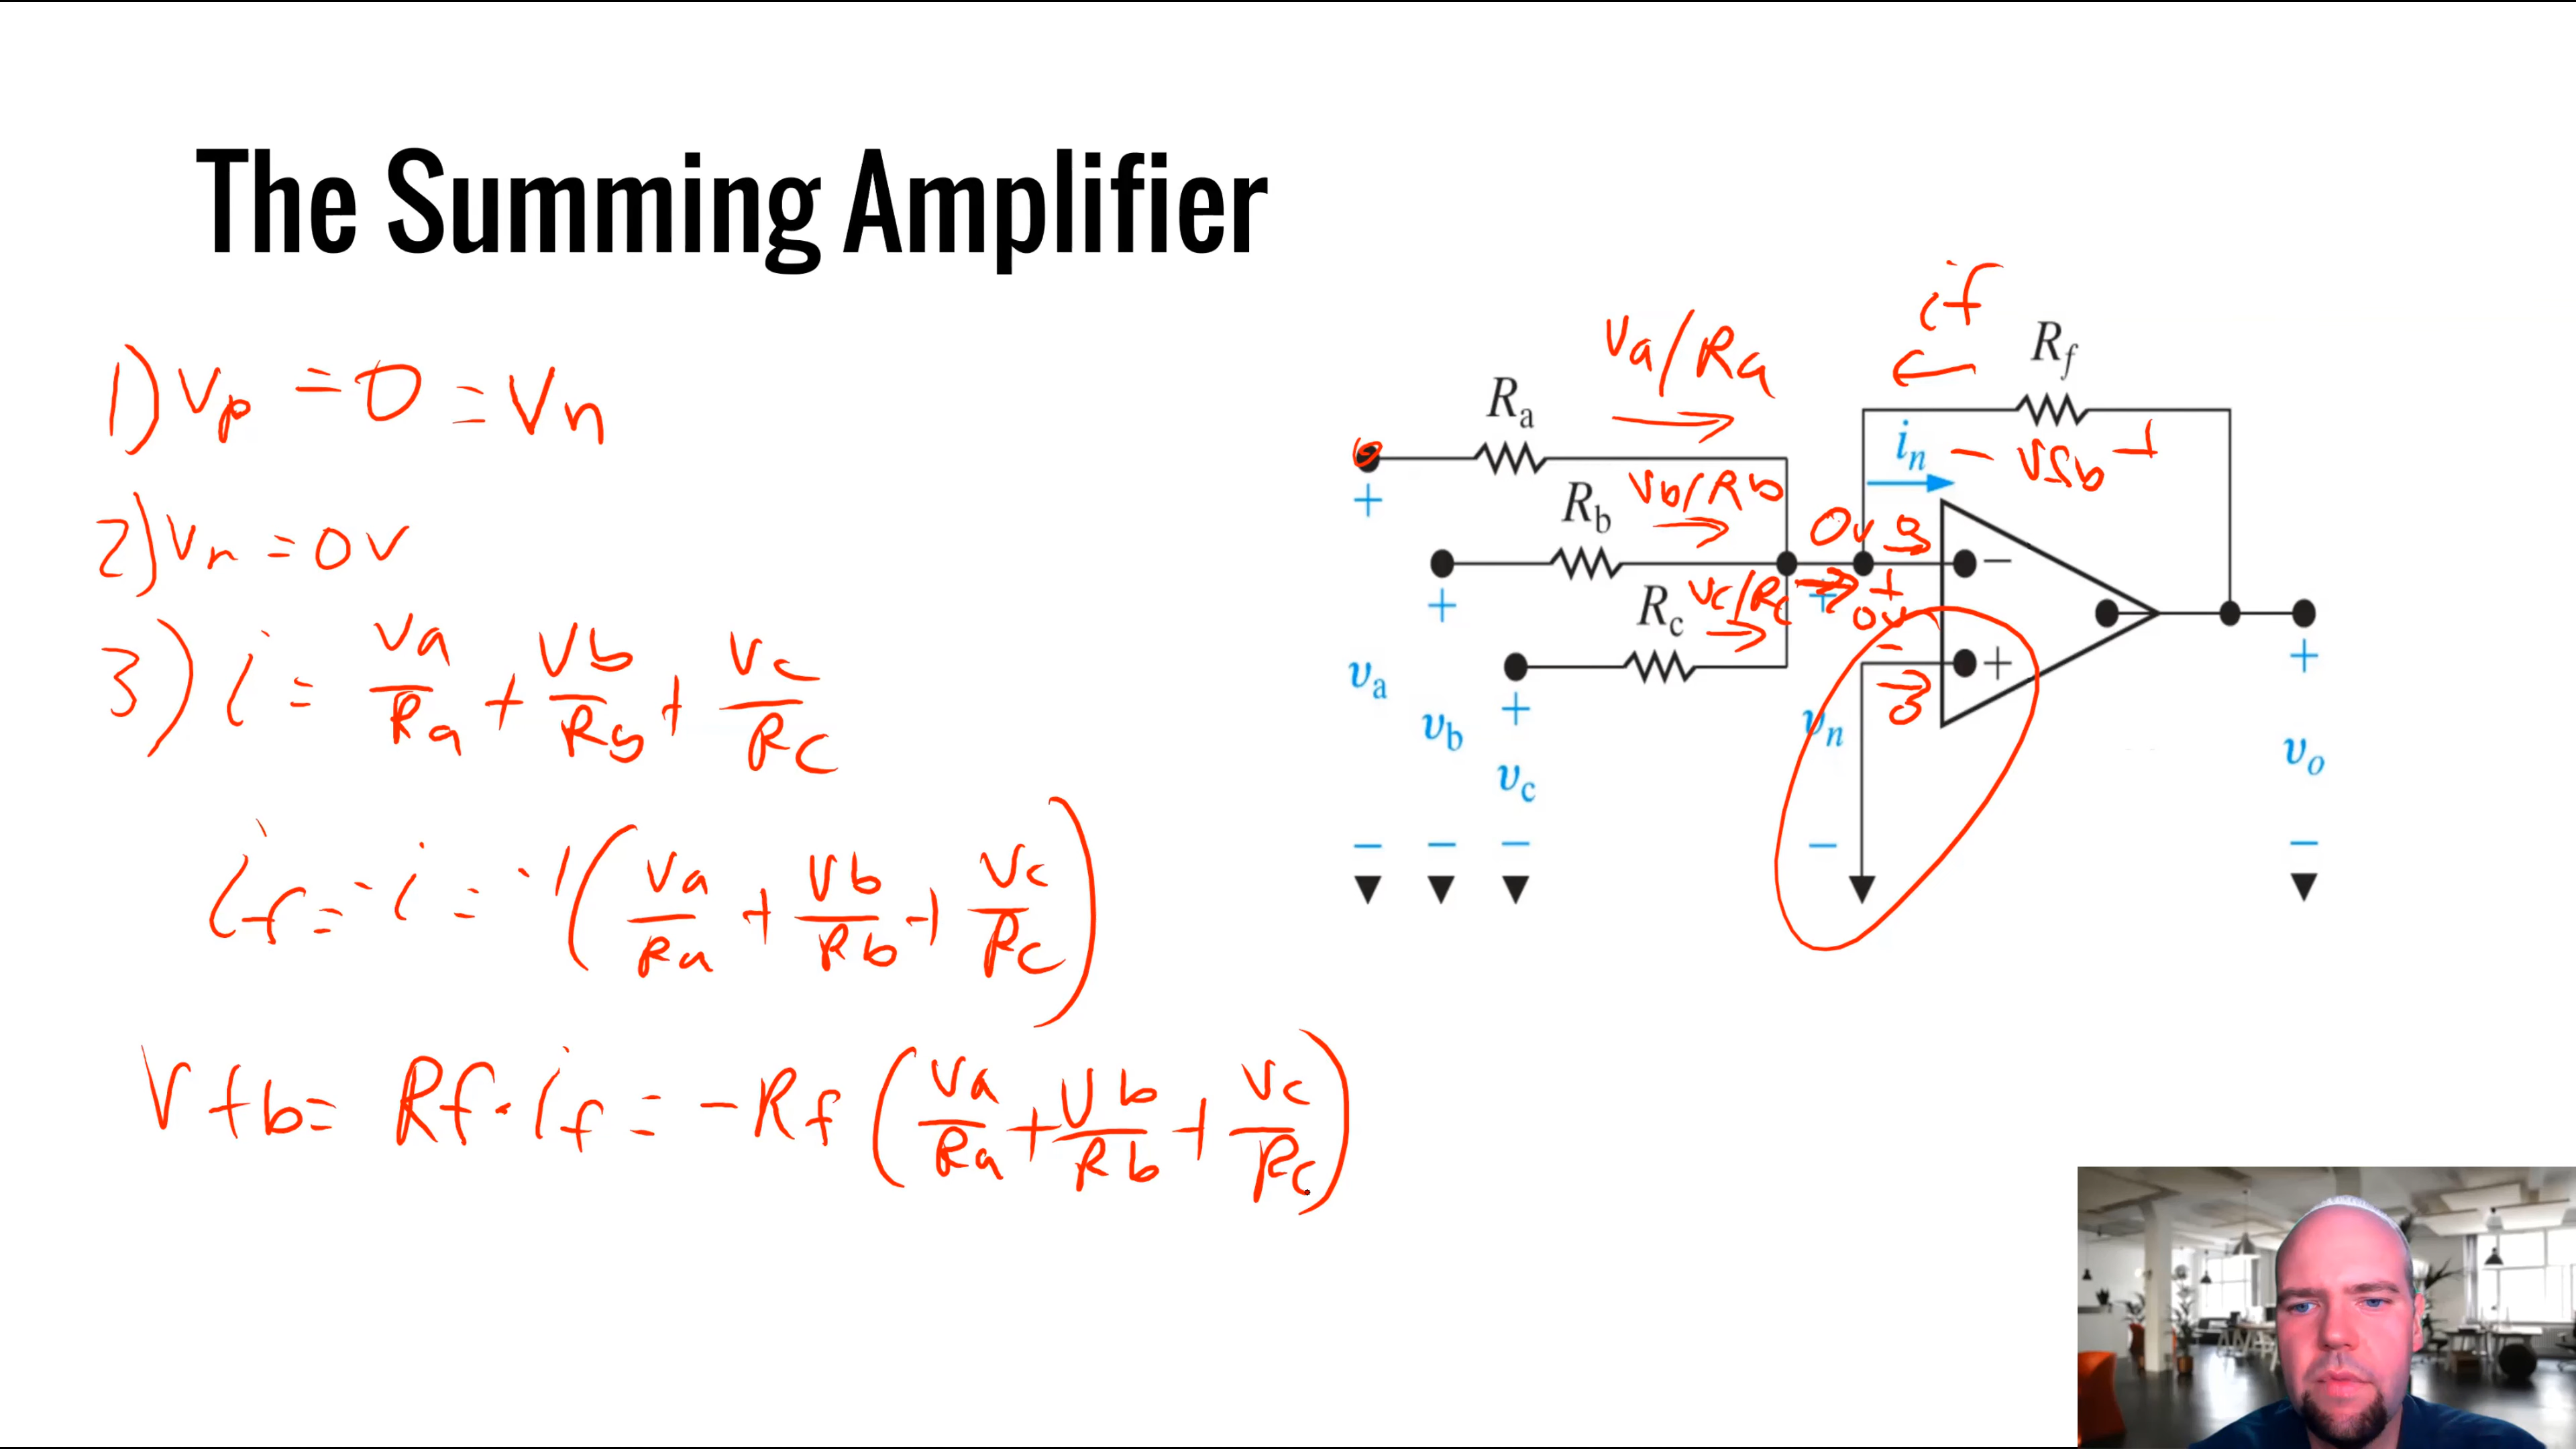 The Summing Amplifier
1) Vp = 0 = Vn
2) Vn = 0V
3) i = Va/Ra + Vb/Rb + Vc/Rc
if = -i = -1(Va/Ra + Vb/Rb + Vc/Rc)
Vfb = Rf·if = -Rf(Va/Ra + Vb/Rb + Vc/Rc)
if
Va/Ra
Rf
Ra
in
- Vfb +
+
Vb/Rb
Rb
0V
-
+
Vc/Rc
+
+
Rc
0V
-
+
+
+
va
vb
vn
vo
vc
- - - - -